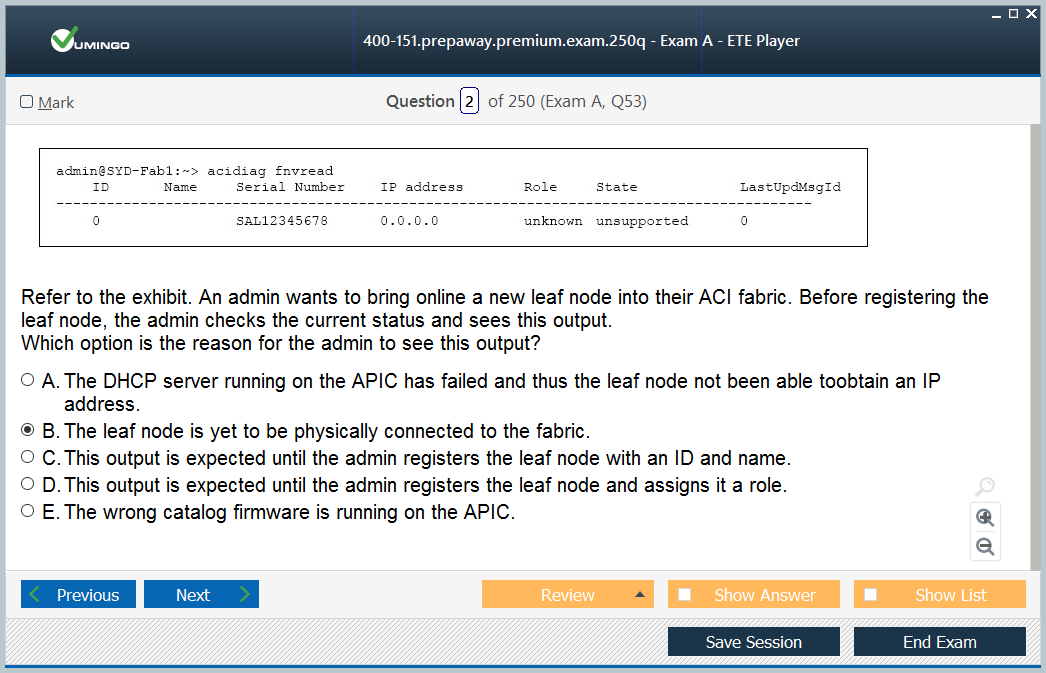 VUMINGO
400-151.prepaway.premium.exam.250q - Exam A - ETE Player
Mark
Question 2 of 250 (Exam A, Q53)
admin@SYD-Fab1:~> acidiag fnvread
ID Name Serial Number IP address Role State LastUpdMsgId
--------------------------------------------------------------------------------------------
0 SAL12345678 0.0.0.0 unknown unsupported 0
Refer to the exhibit. An admin wants to bring online a new leaf node into their ACI fabric. Before registering the
leaf node, the admin checks the current status and sees this output.
Which option is the reason for the admin to see this output?
A. The DHCP server running on the APIC has failed and thus the leaf node not been able toobtain an IP
address.
B. The leaf node is yet to be physically connected to the fabric.
C. This output is expected until the admin registers the leaf node with an ID and name.
D. This output is expected until the admin registers the leaf node and assigns it a role.
E. The wrong catalog firmware is running on the APIC.
Previous Next Review Show Answer Show List
Save Session End Exam